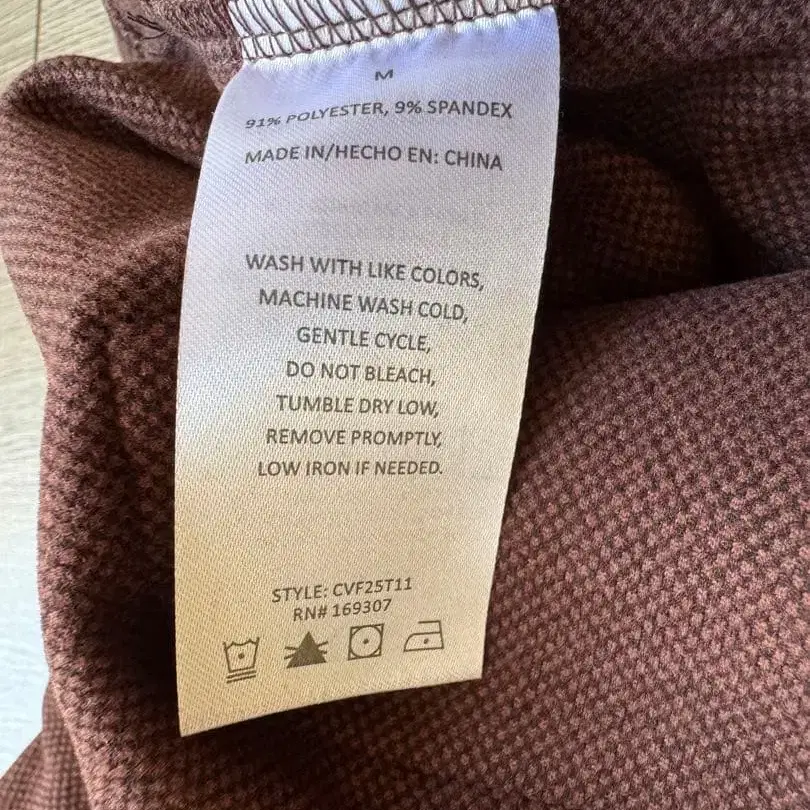 M
91% POLYESTER, 9% SPANDEX
MADE IN/HECHO EN: CHINA
WASH WITH LIKE COLORS,
MACHINE WASH COLD,
GENTLE CYCLE,
DO NOT BLEACH,
TUMBLE DRY LOW,
REMOVE PROMPTLY,
LOW IRON IF NEEDED.
STYLE: CVF25T11
RN# 169307